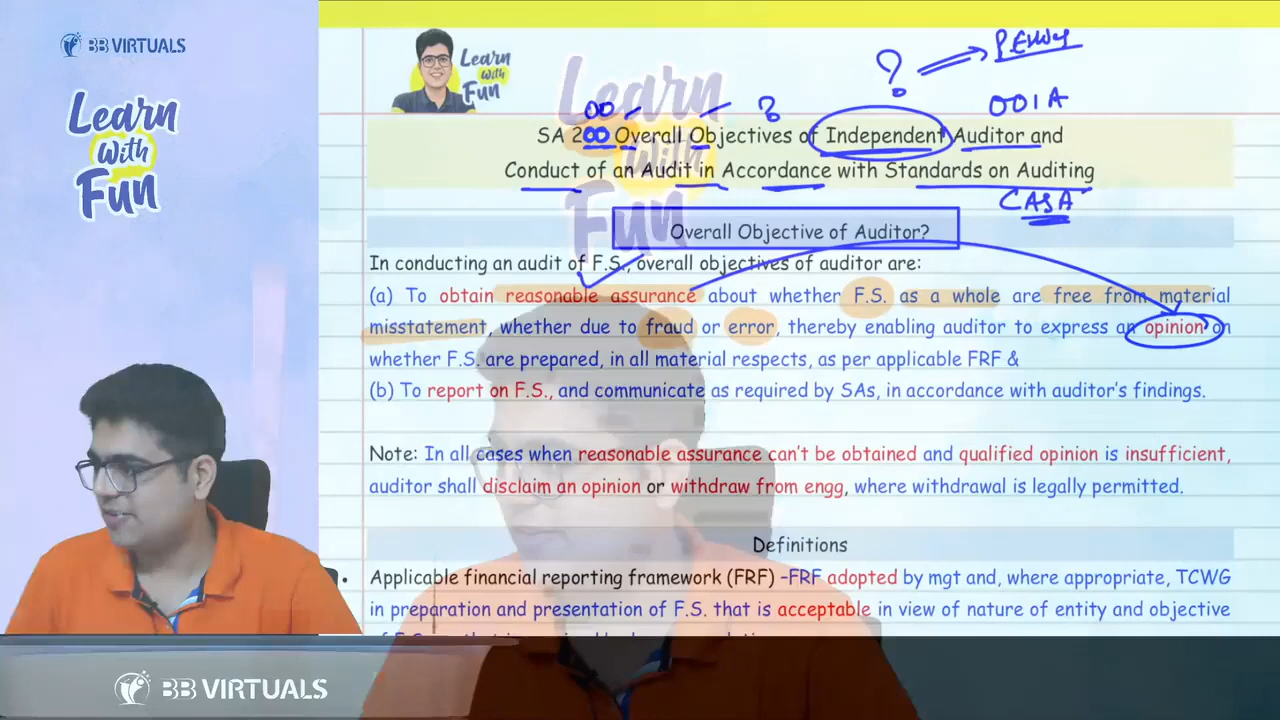 BB VIRTUALS
Learn
With
Fun
Learn
With
Fun
Learn
With
Fun
?
00
001A
SA 200 Overall Objectives of Independent Auditor and
Conduct of an Audit in Accordance with Standards on Auditing
CASA
Overall Objective of Auditor?
In conducting an audit of F.S., overall objectives of auditor are:
(a) To obtain reasonable assurance about whether F.S. as a whole are free from material
misstatement, whether due to fraud or error, thereby enabling auditor to express an opinion on
whether F.S. are prepared, in all material respects, as per applicable FRF &
(b) To report on F.S., and communicate as required by SAs, in accordance with auditor's findings.
Note: In all cases when reasonable assurance can't be obtained and qualified opinion is insufficient,
auditor shall disclaim an opinion or withdraw from engg, where withdrawal is legally permitted.
Definitions
• Applicable financial reporting framework (FRF) –FRF adopted by mgt and, where appropriate, TCWG
in preparation and presentation of F.S. that is acceptable in view of nature of entity and objective
BB VIRTUALS